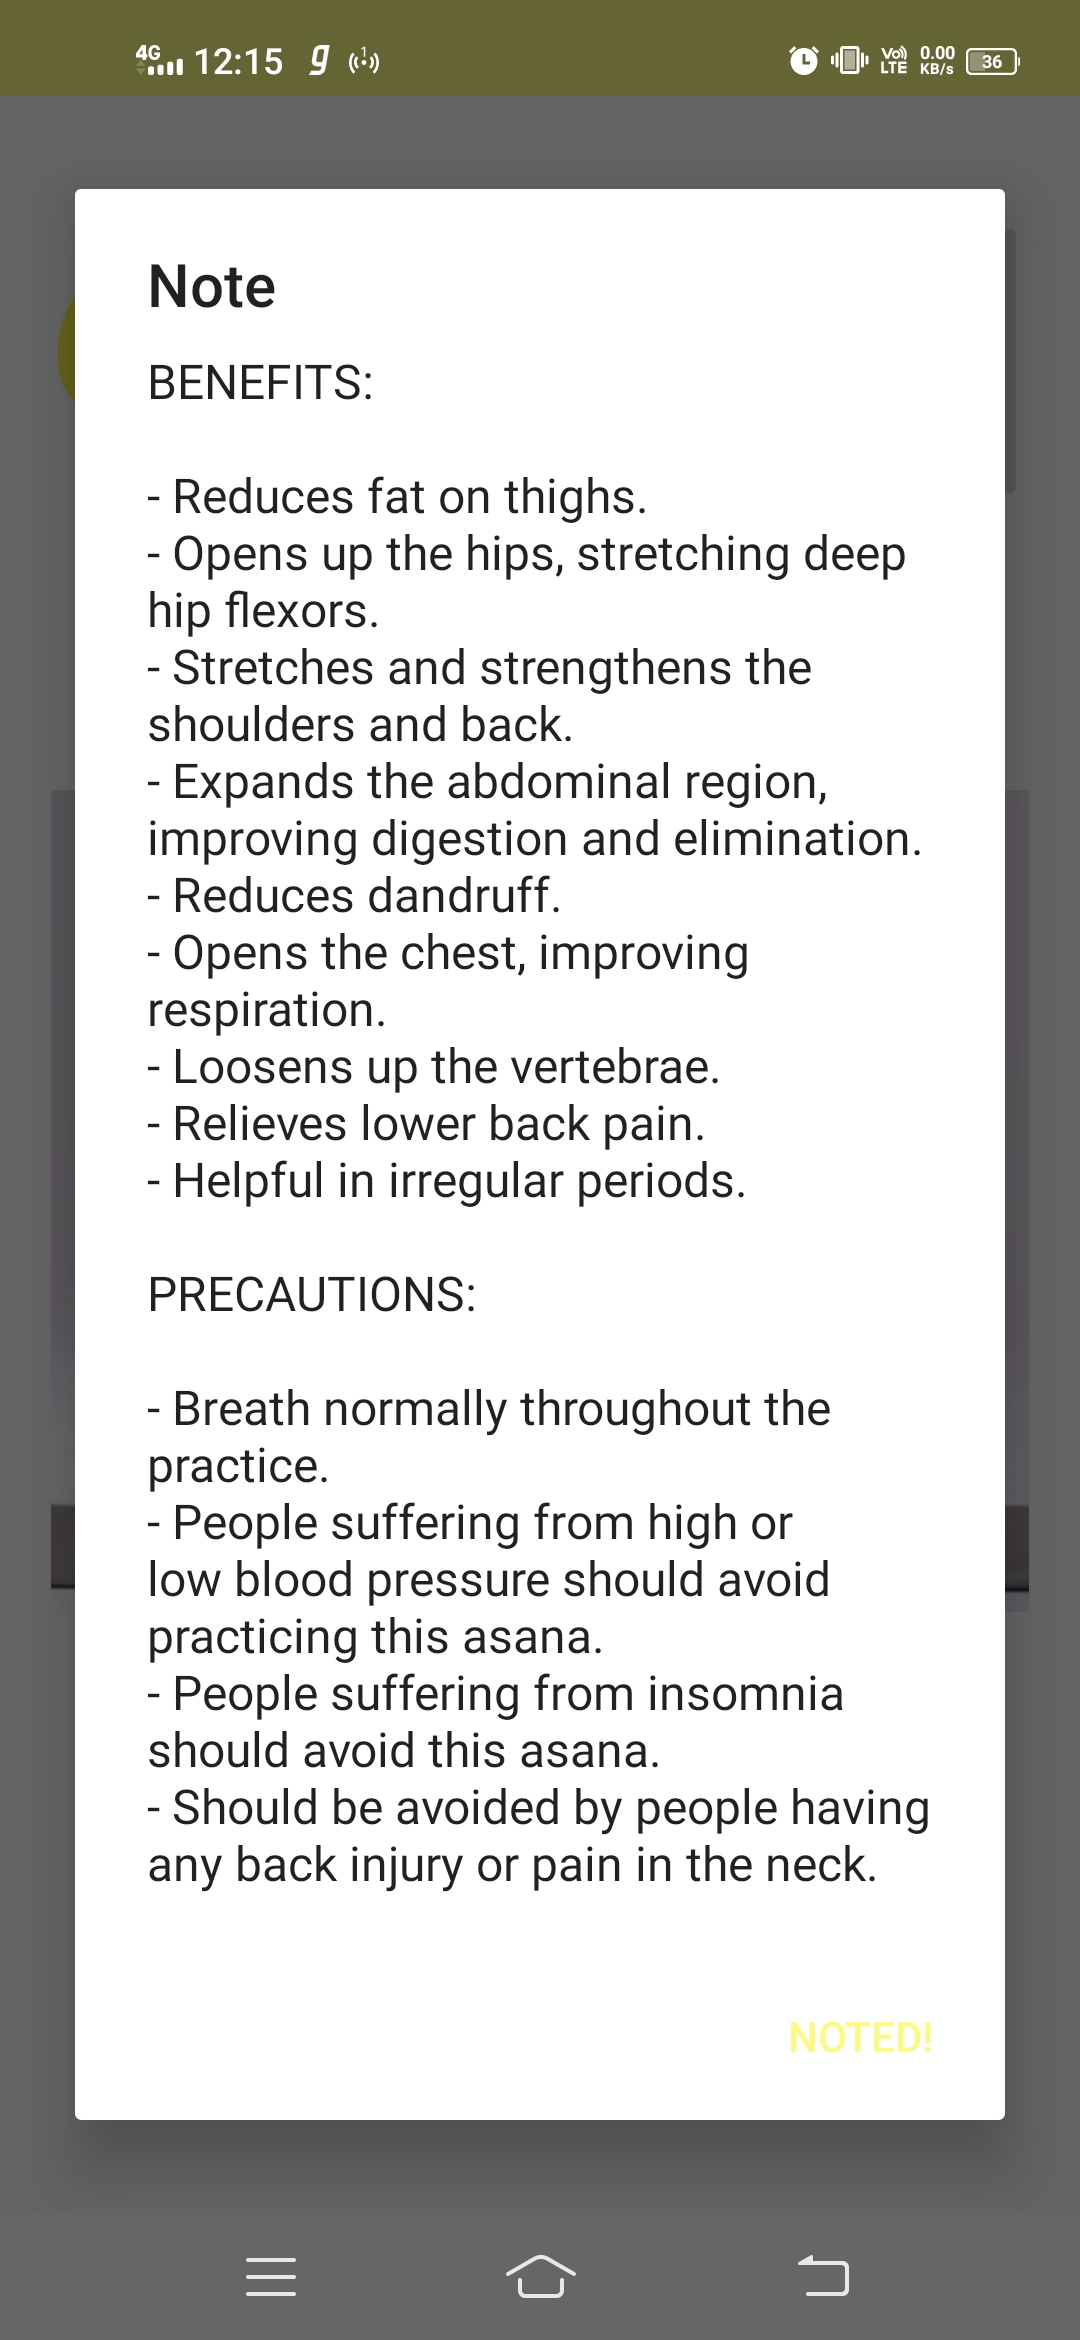 4G 12:15 g 1 Vo)) LTE 0.00 KB/s 36
Note
BENEFITS:
- Reduces fat on thighs.
- Opens up the hips, stretching deep
hip flexors.
- Stretches and strengthens the
shoulders and back.
- Expands the abdominal region,
improving digestion and elimination.
- Reduces dandruff.
- Opens the chest, improving
respiration.
- Loosens up the vertebrae.
- Relieves lower back pain.
- Helpful in irregular periods.
PRECAUTIONS:
- Breath normally throughout the
practice.
- People suffering from high or
low blood pressure should avoid
practicing this asana.
- People suffering from insomnia
should avoid this asana.
- Should be avoided by people having
any back injury or pain in the neck.
NOTED!